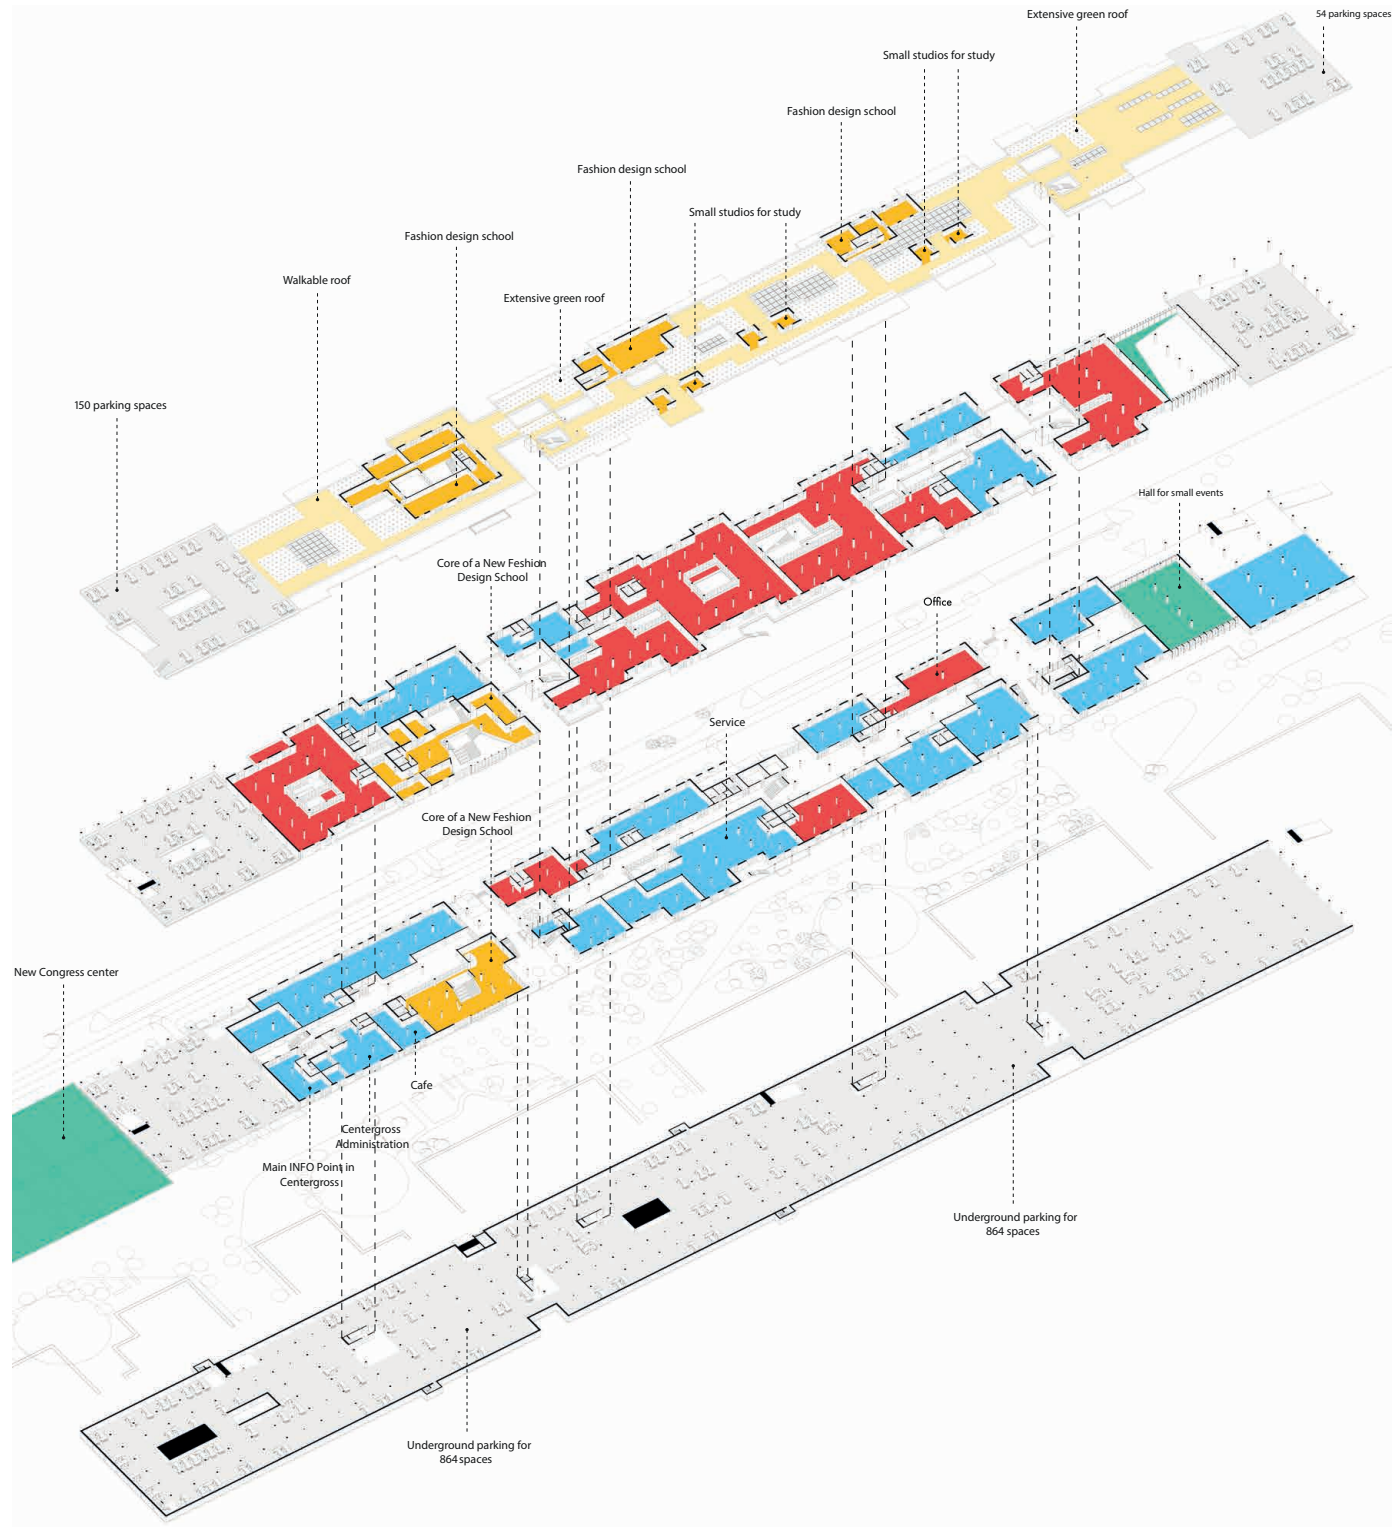 Extensive green roof
54 parking spaces
Small studios for study
Fashion design school
Fashion design school
Small studios for study
Fashion design school
Walkable roof
Extensive green roof
150 parking spaces
Hall for small events
Core of a New Feshion
Design School
Office
Service
Core of a New Feshion
Design School
New Congress center
Cafe
Centergross
Administration
Main INFO Point in
Centergross
Underground parking for
864 spaces
Underground parking for
864 spaces